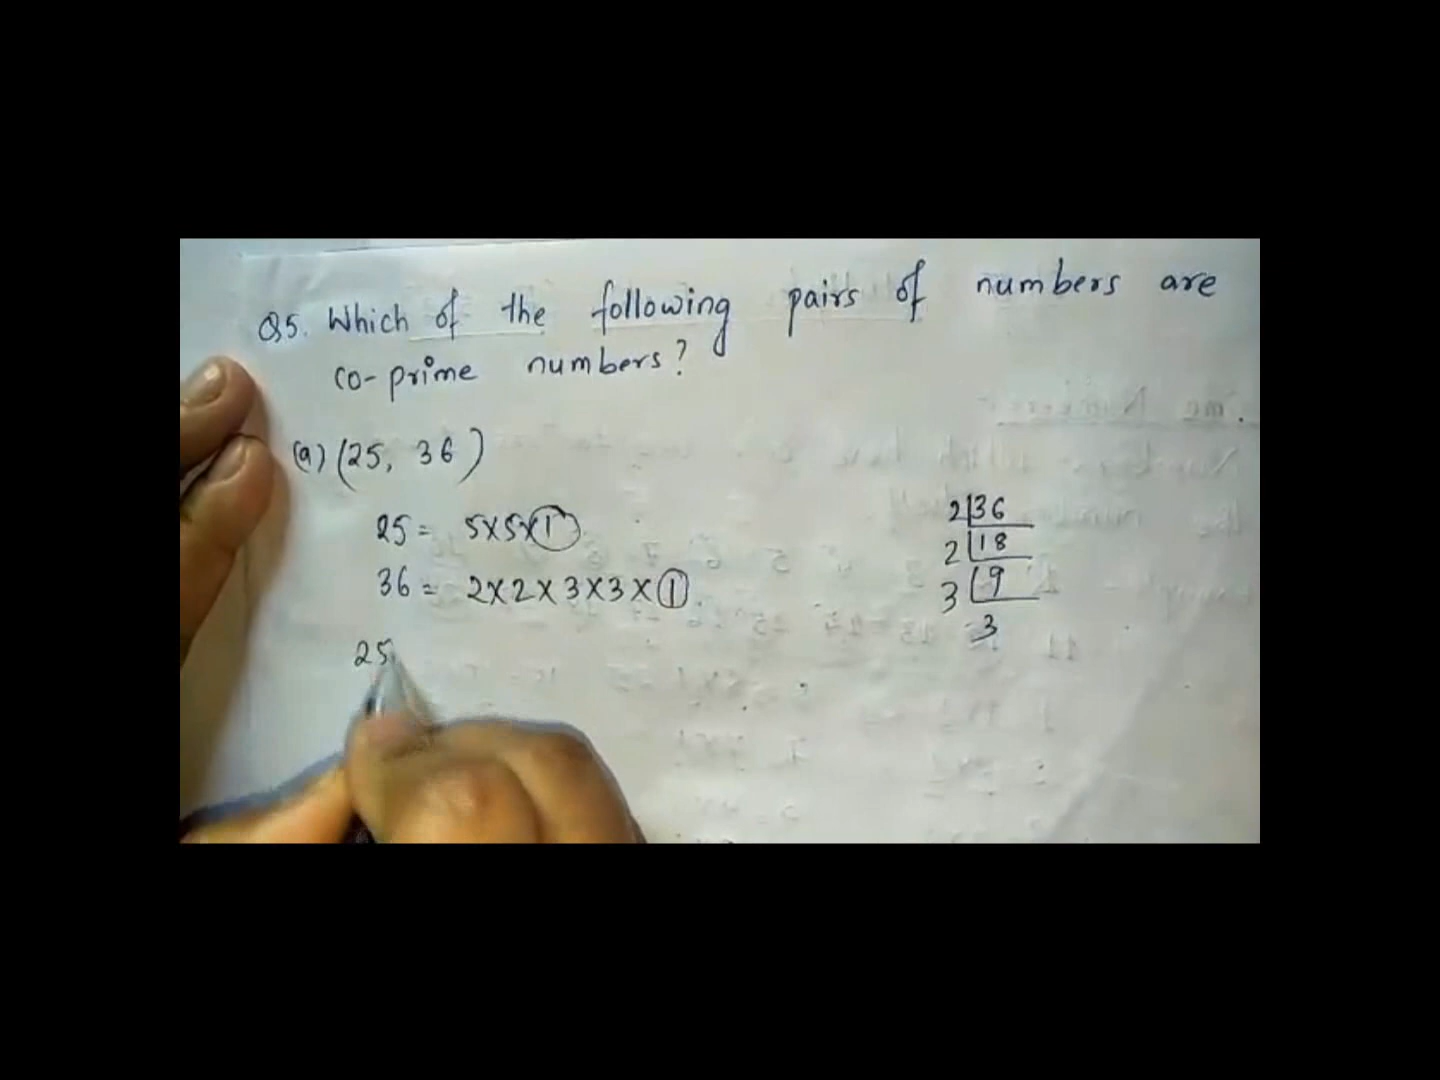 Q5. Which of the following pairs of numbers are
co-prime numbers?
(a) (25, 36)
25 = 5×5×1
36 = 2×2×3×3×1
25
2 36
2 18
3 9
3